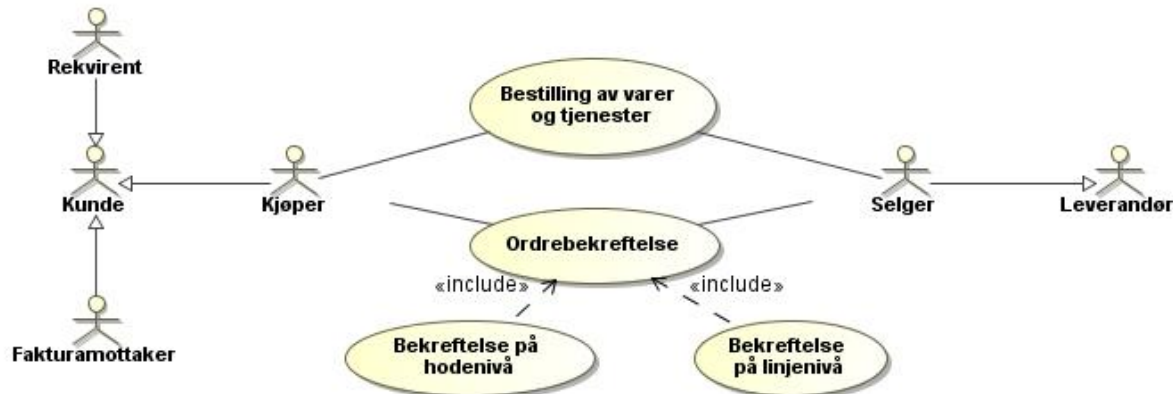 Rekvirent
Bestilling av varer
og tjenester
Kunde
Kjøper
Selger
Leverandør
Ordrebekreftelse
«include»
«include»
Fakturamottaker
Bekreftelse på
hodenivå
Bekreftelse
på linjenivå